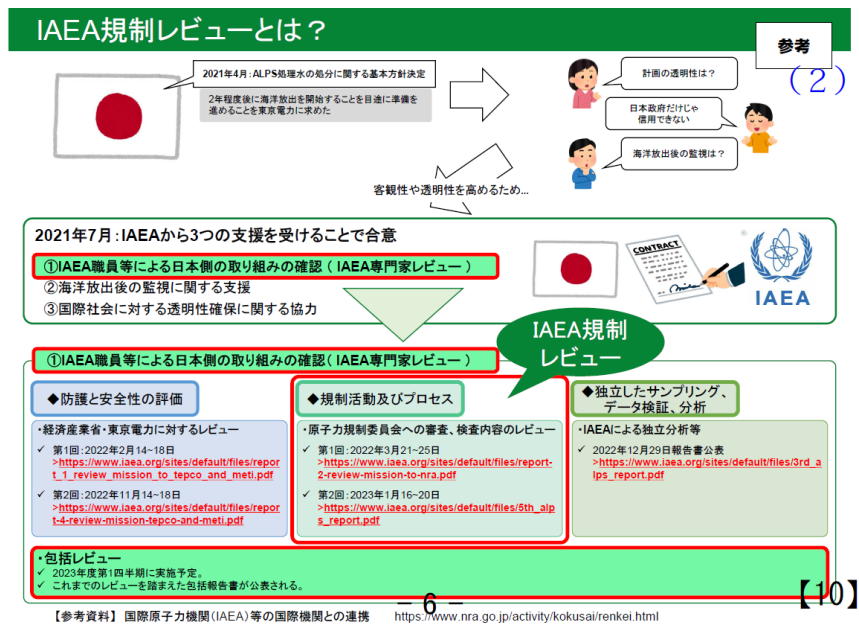 IAEA規制レビューとは？
参考
（２）
2021年4月：ALPS処理水の処分に関する基本方針決定
2年程度後に海洋放出を開始することを目途に準備を
進めることを東京電力に求めた
計画の透明性は？
日本政府だけじゃ
信用できない
海洋放出後の監視は？
客観性や透明性を高めるため…
2021年7月：IAEAから3つの支援を受けることで合意
①IAEA職員等による日本側の取り組みの確認（ IAEA専門家レビュー ）
②海洋放出後の監視に関する支援
③国際社会に対する透明性確保に関する協力
CONTRACT
IAEA
IAEA規制
レビュー
①IAEA職員等による日本側の取り組みの確認（ IAEA専門家レビュー ）
◆防護と安全性の評価
・経済産業省・東京電力に対するレビュー
✓ 第1回：2022年2月14~18日
>https://www.iaea.org/sites/default/files/repor
t_1_review_mission_to_tepco_and_meti.pdf
✓ 第2回：2022年11月14~18日
>https://www.iaea.org/sites/default/files/repor
t-4-review-mission-tepco-and-meti.pdf
◆規制活動及びプロセス
・原子力規制委員会への審査、検査内容のレビュー
✓ 第1回：2022年3月21~25日
>https://www.iaea.org/sites/default/files/report-
2-review-mission-to-nra.pdf
✓ 第2回：2023年1月16~20日
>https://www.iaea.org/sites/default/files/5th_alp
s_report.pdf
◆独立したサンプリング、
データ検証、分析
・IAEAによる独立分析等
✓ 2022年12月29日報告書公表
>https://www.iaea.org/sites/default/files/3rd_a
lps_report.pdf
・包括レビュー
✓ 2023年度第1四半期に実施予定。
✓ これまでのレビューを踏まえた包括報告書が公表される。
【10】
－ 6 －
【参考資料】 国際原子力機関（IAEA）等の国際機関との連携 https://www.nra.go.jp/activity/kokusai/renkei.html